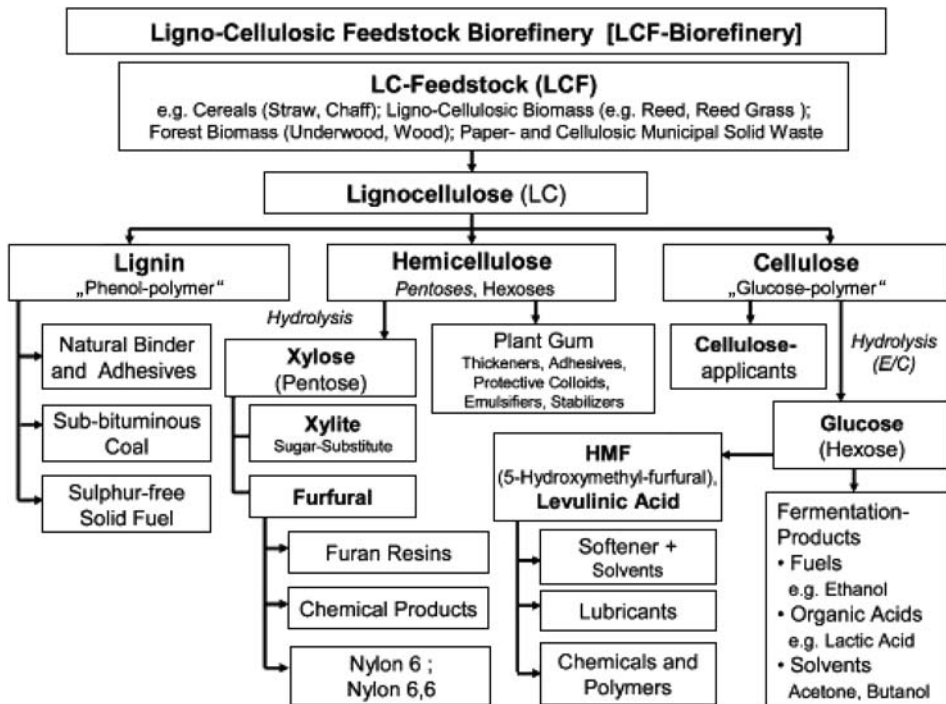 Ligno-Cellulosic Feedstock Biorefinery [LCF-Biorefinery]
LC-Feedstock (LCF)
e.g. Cereals (Straw, Chaff); Ligno-Cellulosic Biomass (e.g. Reed, Reed Grass );
Forest Biomass (Underwood, Wood); Paper- and Cellulosic Municipal Solid Waste
Lignocellulose (LC)
Lignin
„Phenol-polymer“
Hemicellulose
Pentoses, Hexoses
Cellulose
„Glucose-polymer“
Natural Binder
and Adhesives
Sub-bituminous
Coal
Sulphur-free
Solid Fuel
Hydrolysis
Xylose
(Pentose)
Xylite
Sugar-Substitute
Furfural
Furan Resins
Chemical Products
Nylon 6 ;
Nylon 6,6
Plant Gum
Thickeners, Adhesives,
Protective Colloids,
Emulsifiers, Stabilizers
Cellulose-
applicants
Hydrolysis
(E/C)
Glucose
(Hexose)
HMF
(5-Hydroxymethyl-furfural),
Levulinic Acid
Softener +
Solvents
Lubricants
Chemicals and
Polymers
Fermentation-
Products
• Fuels
e.g. Ethanol
• Organic Acids
e.g. Lactic Acid
• Solvents
Acetone, Butanol